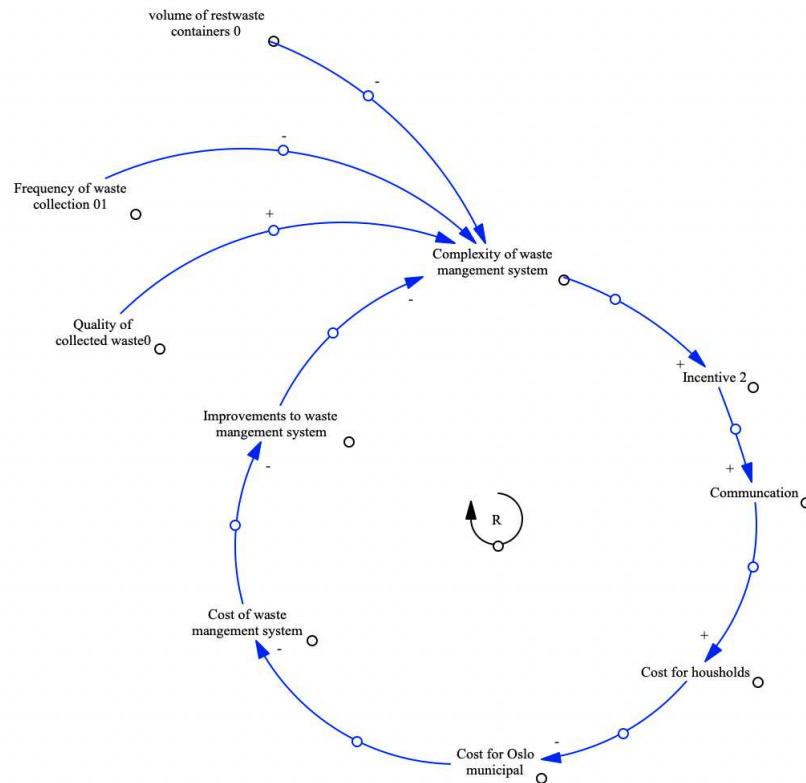 volume of restwaste
containers 0
-
-
Frequency of waste
collection 01
+
Complexity of waste
mangement system
-
Quality of
collected waste0
+
Incentive 2
Improvements to waste
mangement system
-
+
Communcation
R
Cost of waste
mangement system
-
+
Cost for housholds
-
Cost for Oslo
municipal